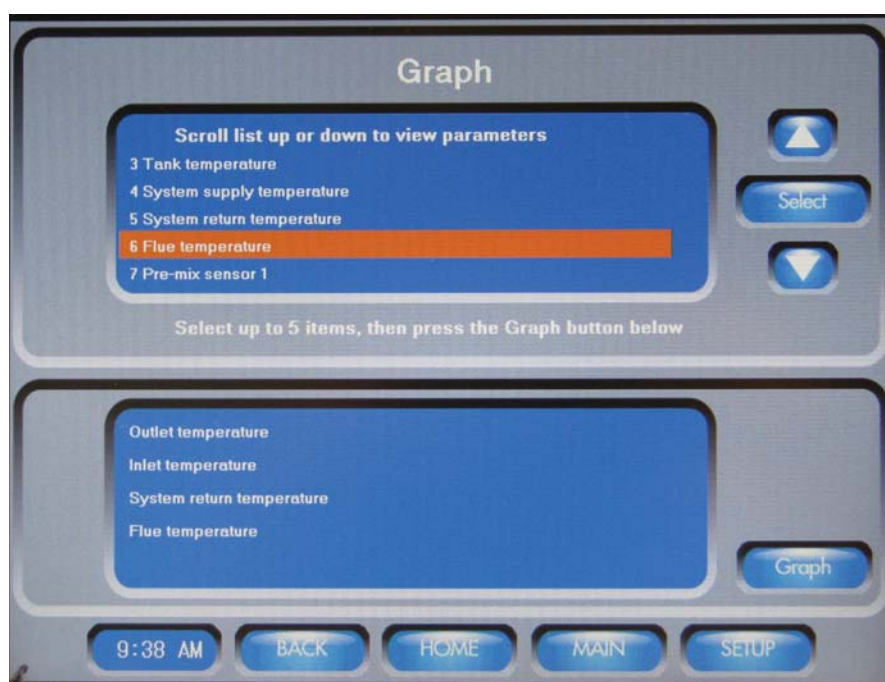 Graph
Scroll list up or down to view parameters
3 Tank temperature
4 System supply temperature
5 System return temperature
6 Flue temperature
7 Pre-mix sensor 1
Select
Select up to 5 items, then press the Graph button below
Outlet temperature
Inlet temperature
System return temperature
Flue temperature
Graph
9:38 AM
BACK
HOME
MAIN
SETUP